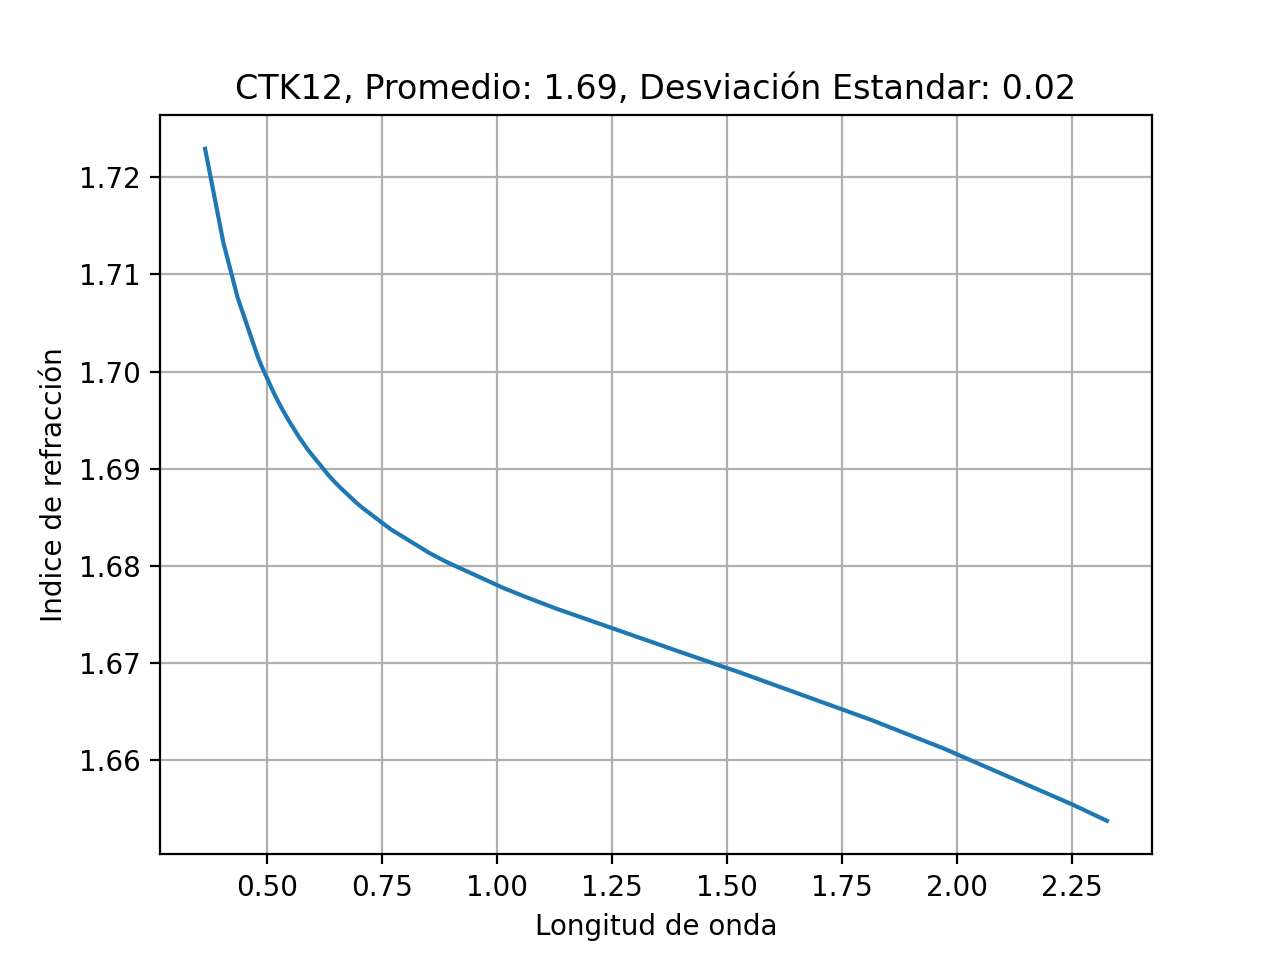 CTK12, Promedio: 1.69, Desviación Estandar: 0.02
1.72
1.71
1.70
1.69
1.68
1.67
1.66
Indice de refracción
0.50 0.75 1.00 1.25 1.50 1.75 2.00 2.25
Longitud de onda